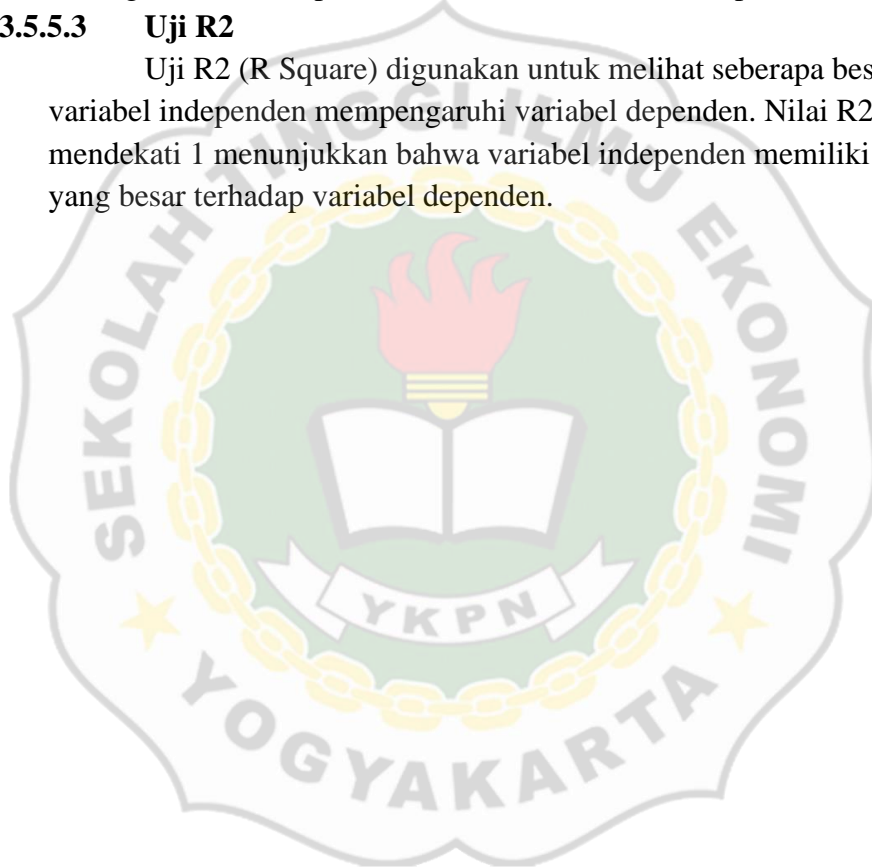 3.5.5.3 Uji R2
Uji R2 (R Square) digunakan untuk melihat seberapa bes
variabel independen mempengaruhi variabel dependen. Nilai R2
mendekati 1 menunjukkan bahwa variabel independen memiliki
yang besar terhadap variabel dependen.
SEKOLAH TINGGI ILMU EKONOMI
YKPN
YOGYAKARTA